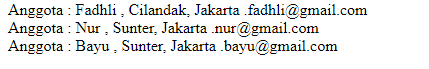 Anggota : Fadhli , Cilandak, Jakarta .fadhli@gmail.com
Anggota : Nur , Sunter, Jakarta .nur@gmail.com
Anggota : Bayu , Sunter, Jakarta .bayu@gmail.com